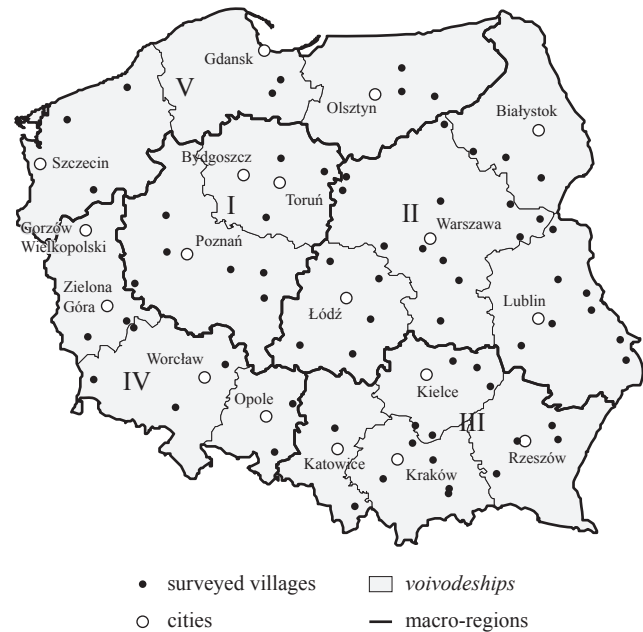 Gdansk
V
Olsztyn
Białystok
Szczecin
Bydgoszcz
Toruń
I
II
Gorzów
Wielkopolski
Poznań
Warszawa
Zielona
Góra
Łódź
Lublin
Worcław
IV
Opole
Kielce
III
Katowice
Kraków
Rzeszów
surveyed villages
voivodeships
cities
macro-regions